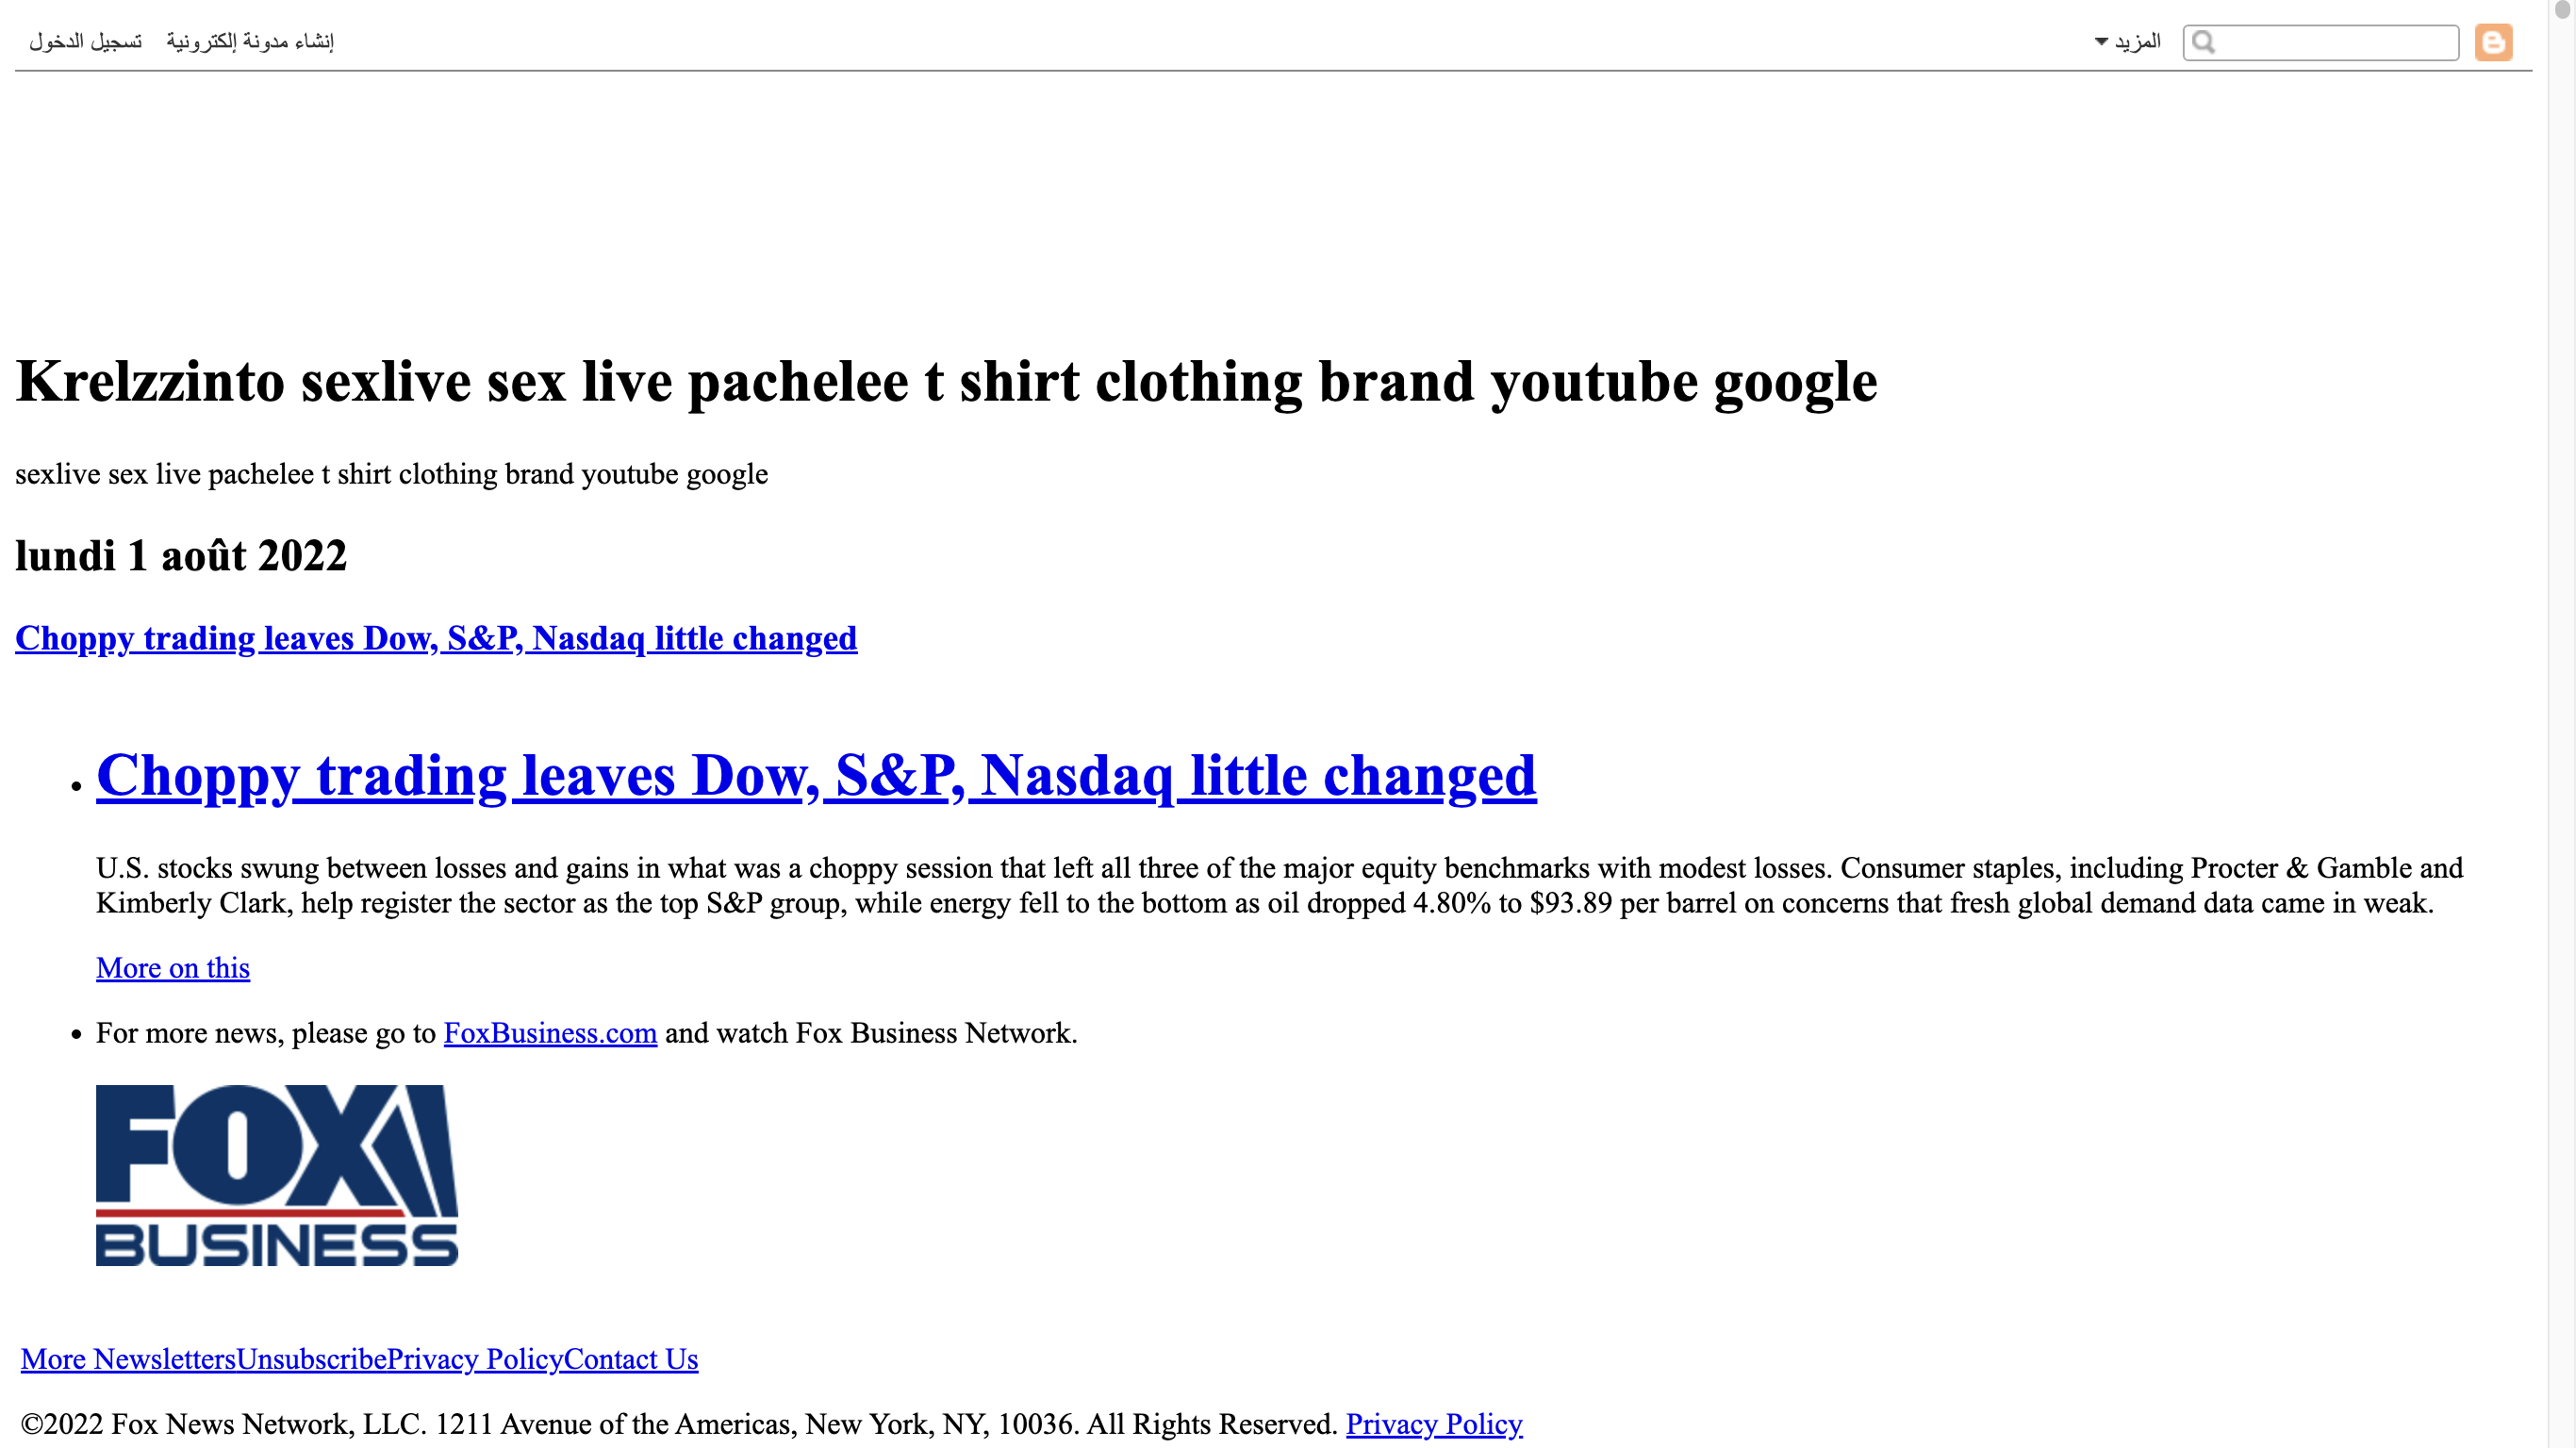 تسجيل الدخول إنشاء مدونة إلكترونية المزيد
Krelzzinto sexlive sex live pachelee t shirt clothing brand youtube google
sexlive sex live pachelee t shirt clothing brand youtube google
lundi 1 août 2022
Choppy trading leaves Dow, S&P, Nasdaq little changed
Choppy trading leaves Dow, S&P, Nasdaq little changed
U.S. stocks swung between losses and gains in what was a choppy session that left all three of the major equity benchmarks with modest losses. Consumer staples, including Procter & Gamble and
Kimberly Clark, help register the sector as the top S&P group, while energy fell to the bottom as oil dropped 4.80% to $93.89 per barrel on concerns that fresh global demand data came in weak.
More on this
For more news, please go to FoxBusiness.com and watch Fox Business Network.
FOX
BUSINESS
More NewslettersUnsubscribePrivacy PolicyContact Us
©2022 Fox News Network, LLC. 1211 Avenue of the Americas, New York, NY, 10036. All Rights Reserved. Privacy Policy